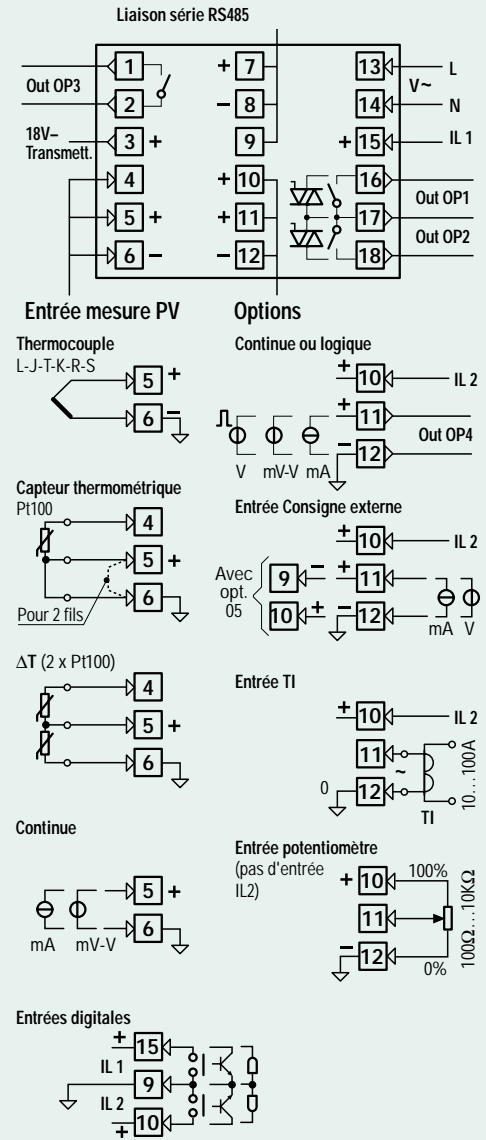 Liaison série RS485
Out OP3
1
2
18V–
Transmett.
3 +
4
5 +
6 –
+ 7
– 8
9
+ 10
+ 11
– 12
13 L
V~
14 N
+ 15 IL 1
16
Out OP1
17
Out OP2
18
Entrée mesure PV
Thermocouple
L-J-T-K-R-S
5 +
6 –
Capteur thermométrique
Pt100
4
5 +
6
Pour 2 fils
ΔT (2 x Pt100)
4
5 +
6
Continue
5 +
6
mA mV-V
Entrées digitales
+ 15
IL 1
9
IL 2
10
+
Options
Continue ou logique
+ 10 IL 2
+ 11
Out OP4
– 12
V mV-V mA
Entrée Consigne externe
+ 10 IL 2
Avec
opt.
05
9 – + 11
10 + – 12
mA V
Entrée TI
+ 10 IL 2
11
~
0 12
TI
10...100A
Entrée potentiomètre
(pas d'entrée
IL2)
+ 10 100%
11
– 12
0%
100Ω...10KΩ